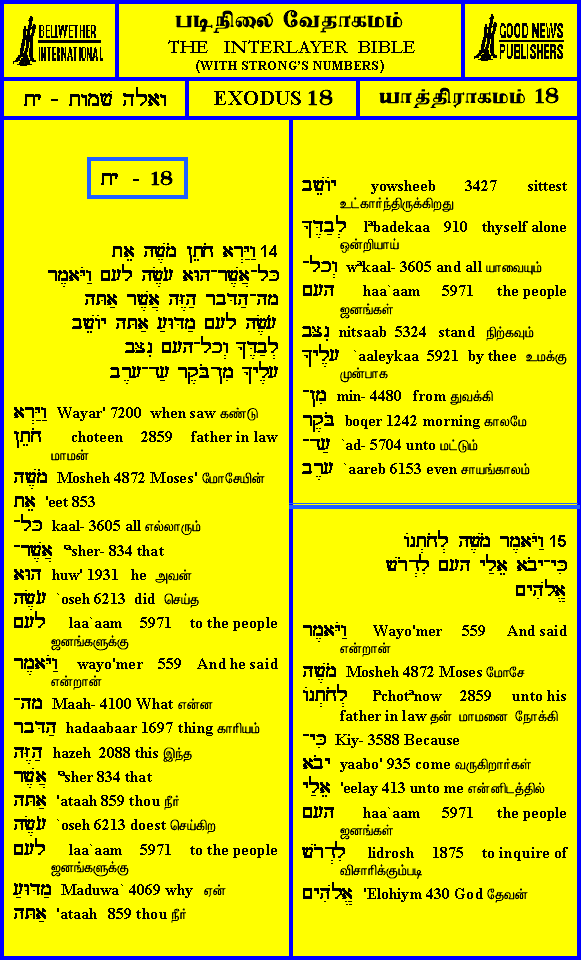 BELLWETHER
INTERNATIONAL
படிநிலை வேதாகமம்
THE INTERLAYER BIBLE
(WITH STRONG'S NUMBERS)
GOOD NEWS
PUBLISHERS
ואלה שמות - יח
EXODUS 18
யாத்திராகமம் 18
יח - 18
14 וַיַּרְא חֹתֵן מֹשֶׁה אֵת
כׇּל־אֲשֶׁר־הוּא עֹשֶׂה לׇעׇם וַיֹּאמֶר
מׇה־הַדׇּבׇר הַזֶּה אֲשֶׁר אַתׇּה
עֹשֶׂה לׇעׇם מַדּוּעַ אַתׇּה יוֹשֵׁב
לְבַדֶּךׇ וְכׇל־הׇעׇם נִצׇּב
עׇלֶיךׇ מִן־בֹּקֶר עַד־עׇרֶב
וַיַּרְא Wayar' 7200 when saw கண்டு
חֹתֵן choteen 2859 father in law
மாமன்
מֹשֶׁה Mosheh 4872 Moses' மோசேயின்
אֵת 'eet 853
כׇּל־ kaal- 3605 all எல்லாரும்
אֲשֶׁר־ 'ªsher- 834 that
הוּא huw' 1931 he அவன்
עֹשֶׂה `oseh 6213 did செய்த
לׇעׇם laa`aam 5971 to the people
ஜனங்களுக்கு
וַיֹּאמֶר wayo'mer 559 And he said
என்றான்
מׇה־ Maah- 4100 What என்ன
הַדׇּבׇר hadaabaar 1697 thing காரியம்
הַזֶּה hazeh 2088 this இந்த
אֲשֶׁר 'ªsher 834 that
אַתׇּה 'ataah 859 thou நீர்
עֹשֶׂה `oseh 6213 doest செய்கிற
לׇעׇם laa`aam 5971 to the people
ஜனங்களுக்கு
מַדּוּעַ Maduwa` 4069 why ஏன்
אַתׇּה 'ataah 859 thou நீர்
יוֹשֵׁב yowsheeb 3427 sittest
உட்கார்ந்திருக்கிறது
לְבַדֶּךׇ lªbadekaa 910 thyself alone
ஒன்றியாய்
וְכׇל־ wªkaal- 3605 and all யாவையும்
הׇעׇם haa`aam 5971 the people
ஜனங்கள்
נִצׇּב nitsaab 5324 stand நிற்கவும்
עׇלֶיךׇ `aaleykaa 5921 by thee உமக்கு
முன்பாக
מִן־ min- 4480 from துவக்கி
בֹּקֶר boqer 1242 morning காலமே
עַד־ `ad- 5704 unto மட்டும்
עׇרֶב `aareb 6153 even சாயங்காலம்
15 וַיֹּאמֶר מֹשֶׁה לְחֹתְנוֹ
כִּי־יׇבֹא אֵלַי הׇעׇם לִדְרֹשׁ
אֱלֹהִים
וַיֹּאמֶר Wayo'mer 559 And said
என்றான்
מֹשֶׁה Mosheh 4872 Moses மோசே
לְחֹתְנוֹ lªchotªnow 2859 unto his
father in law தன் மாமனை நோக்கி
כִּי־ Kiy- 3588 Because
יׇבֹא yaabo' 935 come வருகிறார்கள்
אֵלַי 'eelay 413 unto me என்னிடத்தில்
הׇעׇם haa`aam 5971 the people
ஜனங்கள்
לִדְרֹשׁ lidrosh 1875 to inquire of
விசாரிக்கும்படி
אֱלֹהִים 'Elohiym 430 God தேவன்